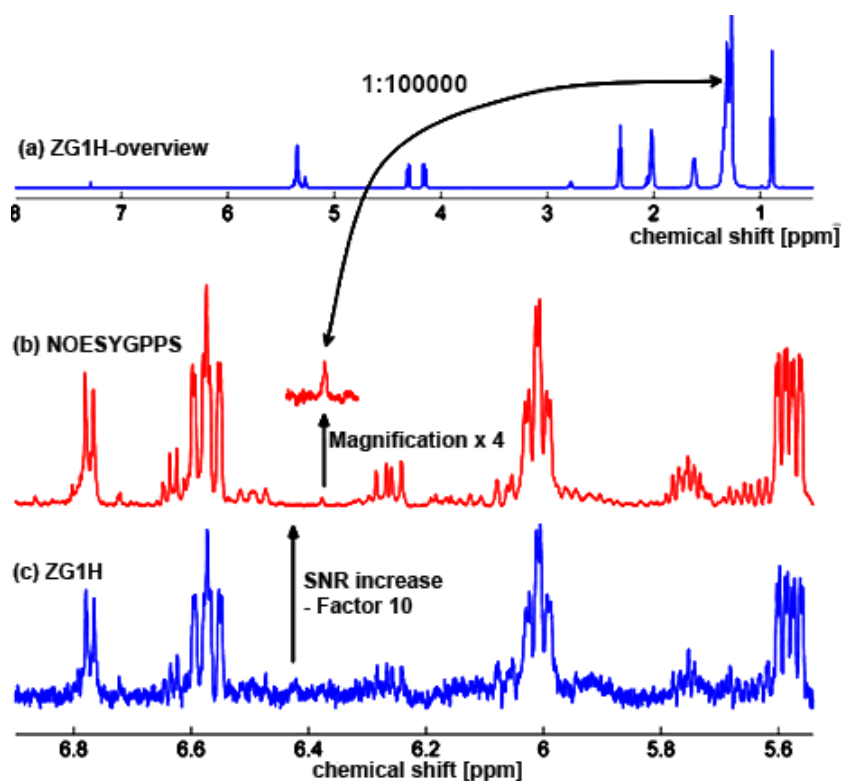 1:100000
(a) ZG1H-overview
8 7 6 5 4 3 2 1
chemical shift [ppm]
(b) NOESYGPPS
Magnification x 4
(c) ZG1H
SNR increase
- Factor 10
6.8 6.6 6.4 6.2 6 5.8 5.6
chemical shift [ppm]